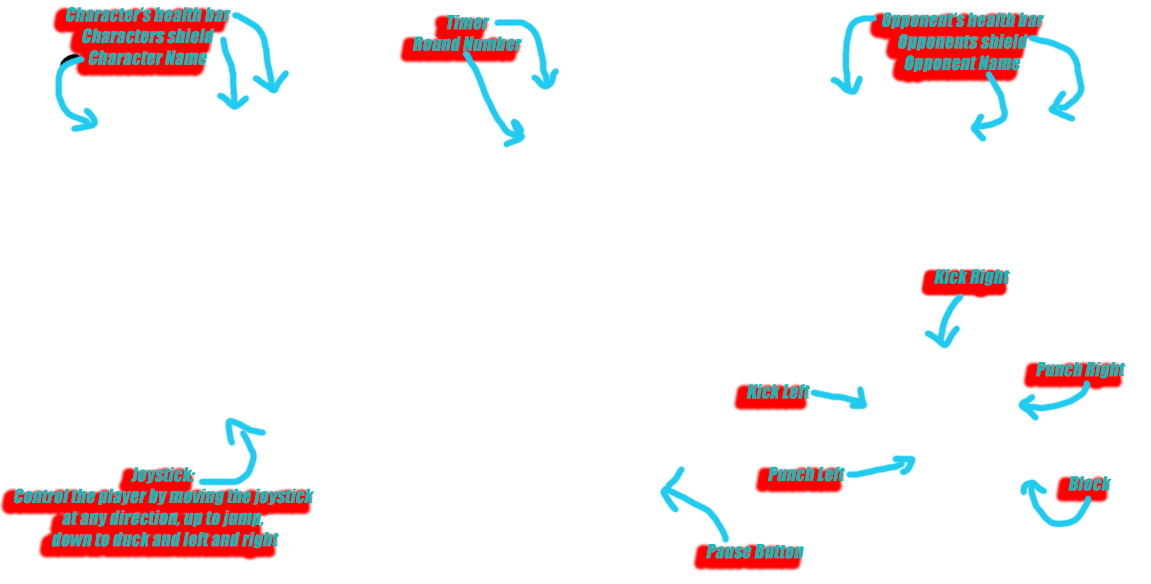 Character's health bar
Characters shield
Character Name
Timer
Round Number
Opponent's health bar
Opponents shield
Opponent Name
Kick Right
Punch Right
Kick Left
Punch Left
Block
Joystick:
Control the player by moving the joystick
at any direction, up to jump,
down to duck and left and right
Pause Button